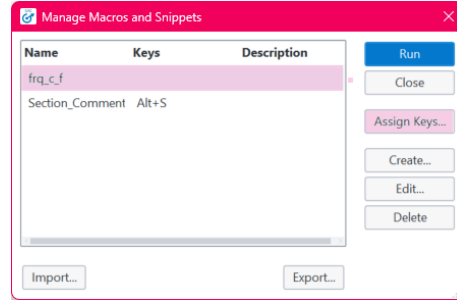 Manage Macros and Snippets
Name Keys Description
frq_c_f
Section_Comment Alt+S
Run
Close
Assign Keys...
Create...
Edit...
Delete
Import...
Export...